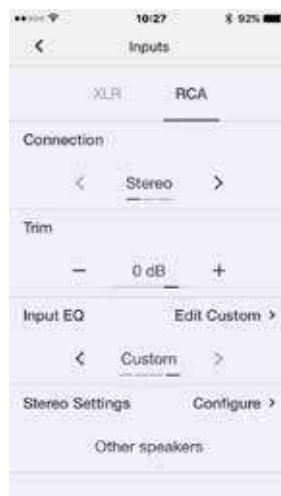 10:27 92%
Inputs
XLR RCA
Connection
Stereo
Trim
0 dB
Input EQ Edit Custom
Custom
Stereo Settings Configure
Other speakers